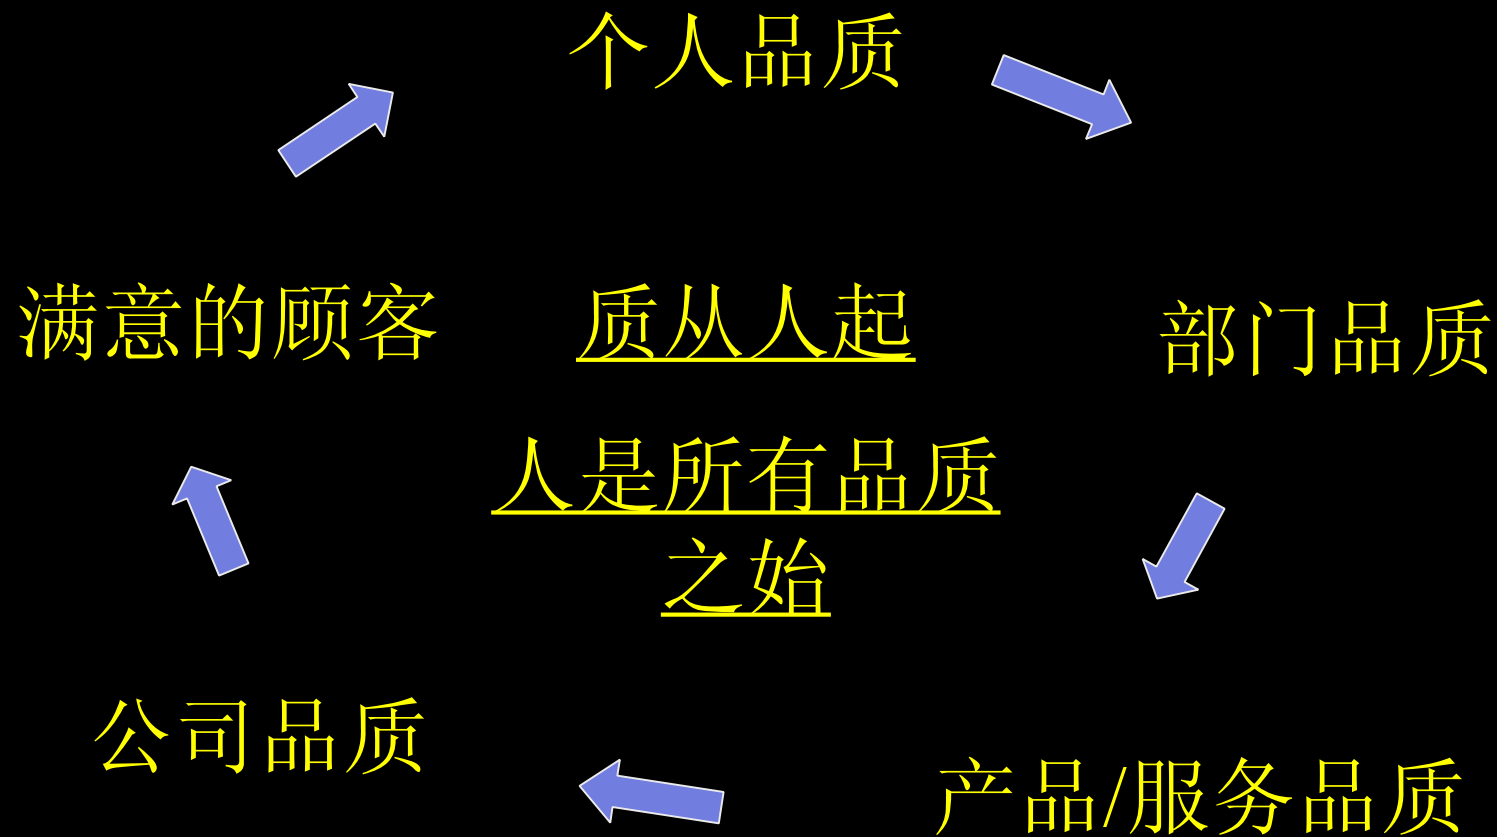 个人品质
满意的顾客
质从人起
部门品质
人是所有品质
之始
公司品质
产品/服务品质